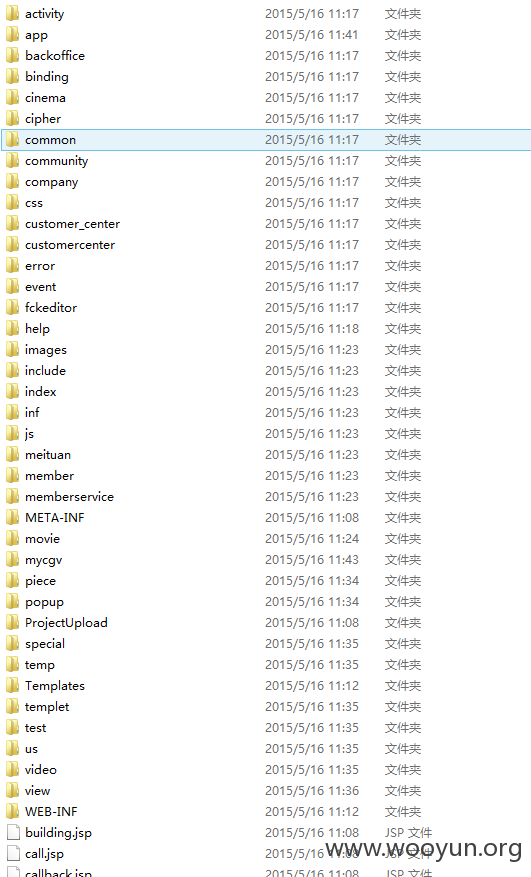 activity 2015/5/16 11:17 文件夹
app 2015/5/16 11:41 文件夹
backoffice 2015/5/16 11:17 文件夹
binding 2015/5/16 11:17 文件夹
cinema 2015/5/16 11:17 文件夹
cipher 2015/5/16 11:17 文件夹
common 2015/5/16 11:17 文件夹
community 2015/5/16 11:17 文件夹
company 2015/5/16 11:17 文件夹
css 2015/5/16 11:17 文件夹
customer_center 2015/5/16 11:17 文件夹
customercenter 2015/5/16 11:17 文件夹
error 2015/5/16 11:17 文件夹
event 2015/5/16 11:17 文件夹
fckeditor 2015/5/16 11:17 文件夹
help 2015/5/16 11:18 文件夹
images 2015/5/16 11:23 文件夹
include 2015/5/16 11:23 文件夹
index 2015/5/16 11:23 文件夹
inf 2015/5/16 11:23 文件夹
js 2015/5/16 11:23 文件夹
meituan 2015/5/16 11:23 文件夹
member 2015/5/16 11:23 文件夹
memberservice 2015/5/16 11:23 文件夹
META-INF 2015/5/16 11:08 文件夹
movie 2015/5/16 11:24 文件夹
mycgv 2015/5/16 11:43 文件夹
piece 2015/5/16 11:34 文件夹
popup 2015/5/16 11:34 文件夹
ProjectUpload 2015/5/16 11:08 文件夹
special 2015/5/16 11:35 文件夹
temp 2015/5/16 11:35 文件夹
Templates 2015/5/16 11:12 文件夹
templet 2015/5/16 11:35 文件夹
test 2015/5/16 11:35 文件夹
us 2015/5/16 11:35 文件夹
video 2015/5/16 11:35 文件夹
view 2015/5/16 11:36 文件夹
WEB-INF 2015/5/16 11:12 文件夹
building.jsp 2015/5/16 11:08 JSP 文件
call.jsp 2015/5/16 11:08 JSP 文件
www.wooyun.org
callback.jsp 2015/5/16 11:08 JSP 文件